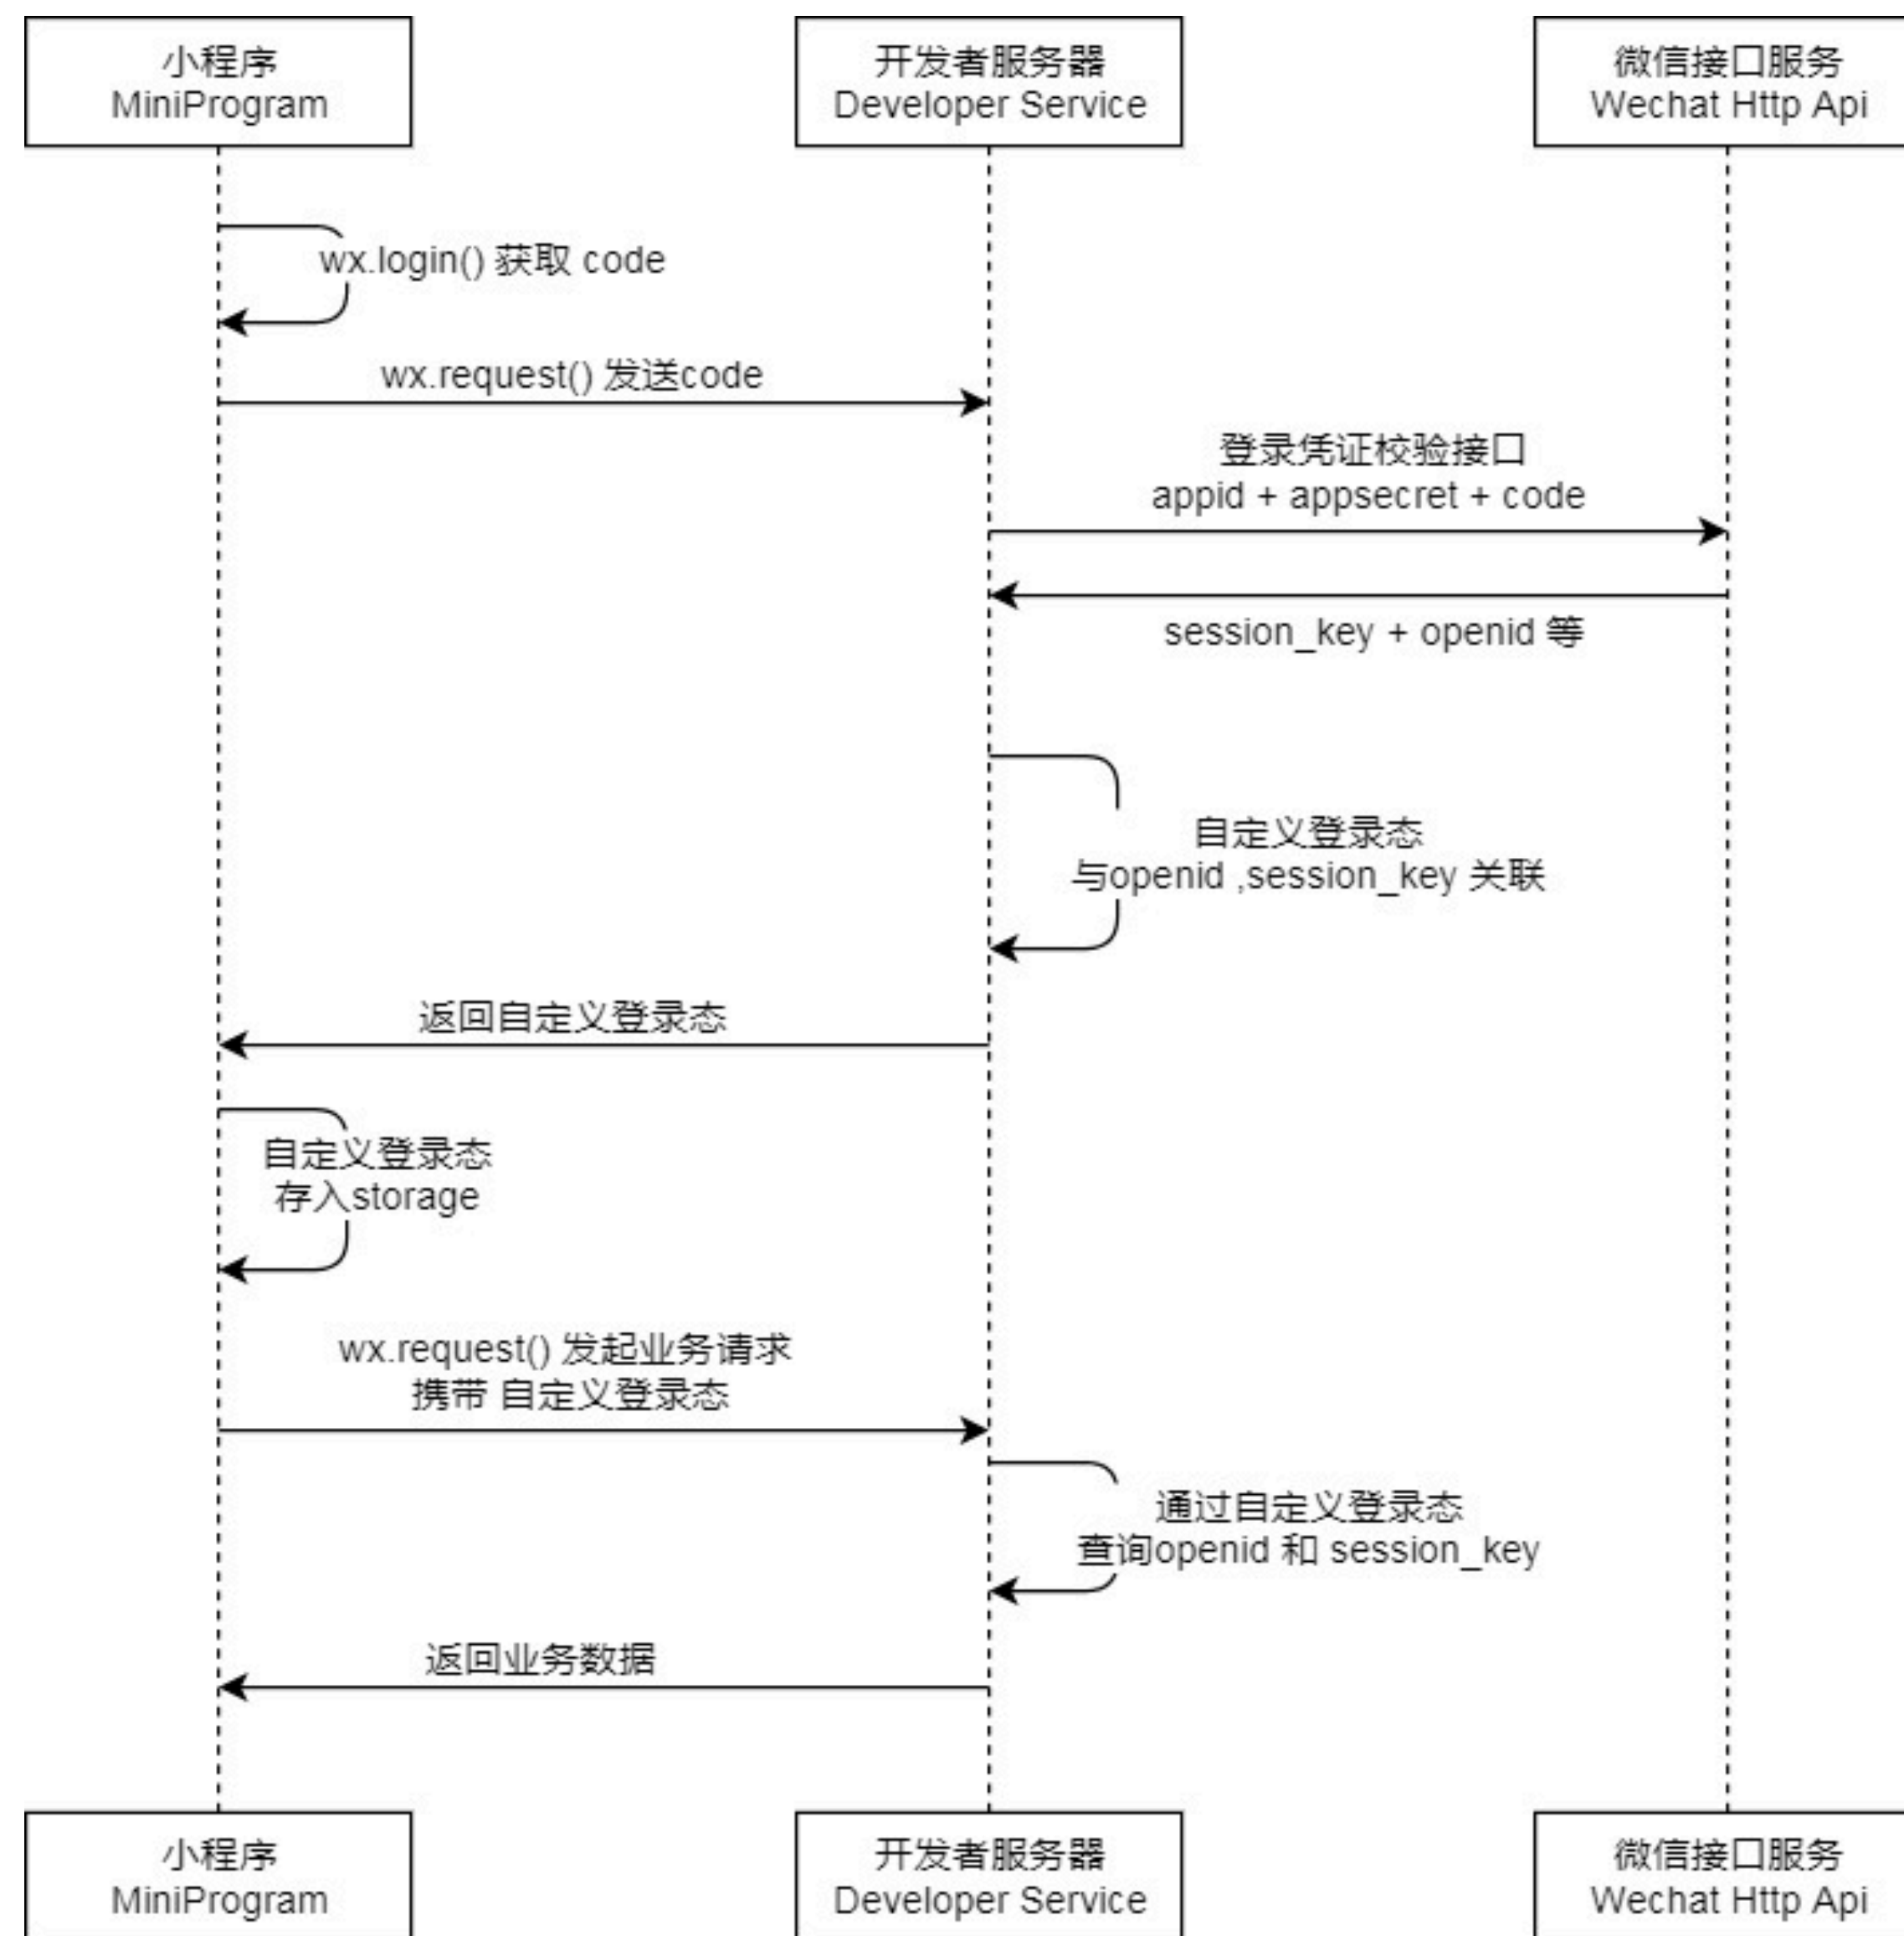 小程序
MiniProgram
开发者服务器
Developer Service
微信接口服务
Wechat Http Api
wx.login() 获取 code
wx.request() 发送code
登录凭证校验接口
appid + appsecret + code
session_key + openid 等
自定义登录态
与openid ,session_key 关联
返回自定义登录态
自定义登录态
存入storage
wx.request() 发起业务请求
携带 自定义登录态
通过自定义登录态
查询openid 和 session_key
返回业务数据
小程序
MiniProgram
开发者服务器
Developer Service
微信接口服务
Wechat Http Api